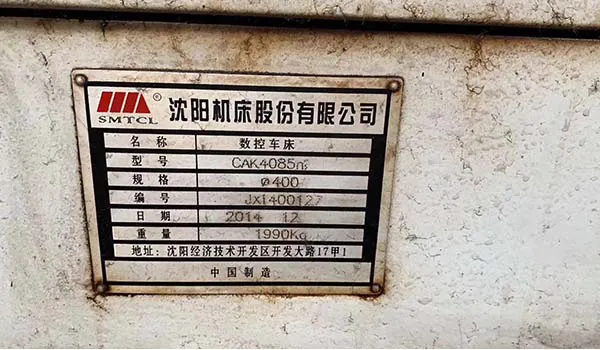 SMTCL ® 沈阳机床股份有限公司
名称 数控车床
型号 CAK4085ni
规格 ø400
编号 Jx1400127
日期 2014 12
重量 1990Kg
地址: 沈阳经济技术开发区开发大路17甲1
中国制造